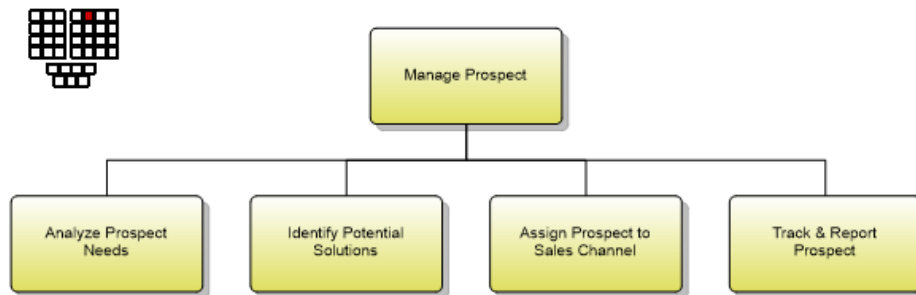 Manage Prospect
Analyze Prospect
Needs
Identify Potential
Solutions
Assign Prospect to
Sales Channel
Track & Report
Prospect